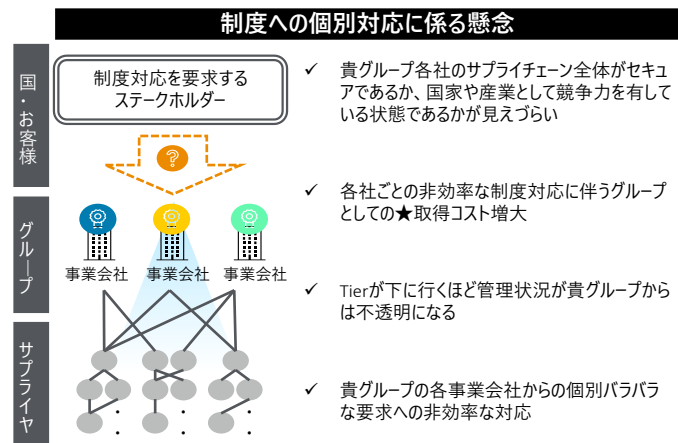 制度への個別対応に係る懸念
国・お客様
制度対応を要求する
ステークホルダー
?
✓ 貴グループ各社のサプライチェーン全体がセキュ
アであるか、国家や産業として競争力を有して
いる状態であるかが見えづらい
グループ
事業会社 事業会社 事業会社
✓ 各社ごとの非効率な制度対応に伴うグループ
としての★取得コスト増大
サプライヤ
✓ Tierが下に行くほど管理状況が貴グループから
は不透明になる
✓ 貴グループの各事業会社からの個別バラバラ
な要求への非効率な対応